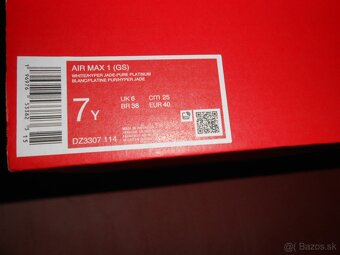 AIR MAX 1 (GS)
WHITE/HYPER JADE-PURE PLATINUM
BLANC/PLATINE PUR/HYPER JADE
7 Y
UK 6 CM 25
BR 38 EUR 40
DZ3307 114
Bazos.sk